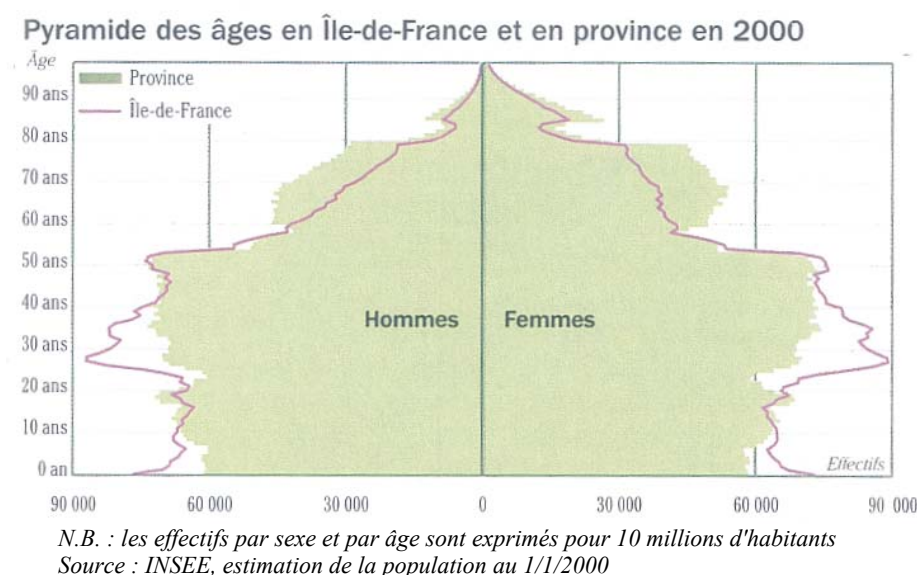 Pyramide des âges en Île-de-France et en province en 2000
Âge
Province
Île-de-France
90 ans
80 ans
70 ans
60 ans
50 ans
40 ans
30 ans
20 ans
10 ans
0 an
Hommes
Femmes
Effectifs
90 000
60 000
30 000
0
30 000
60 000
90 000
N.B. : les effectifs par sexe et par âge sont exprimés pour 10 millions d'habitants
Source : INSEE, estimation de la population au 1/1/2000